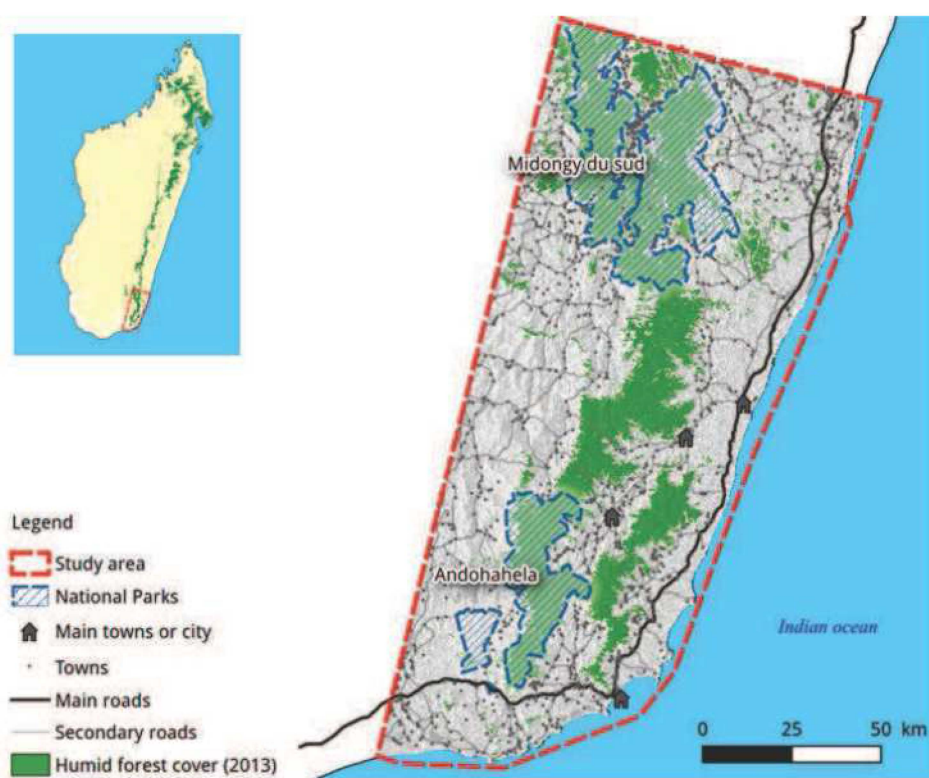 Midongy du sud
Andohahela
Legend
Study area
National Parks
Main towns or city
Towns
Main roads
Secondary roads
Humid forest cover (2013)
Indian ocean
0 25 50 km